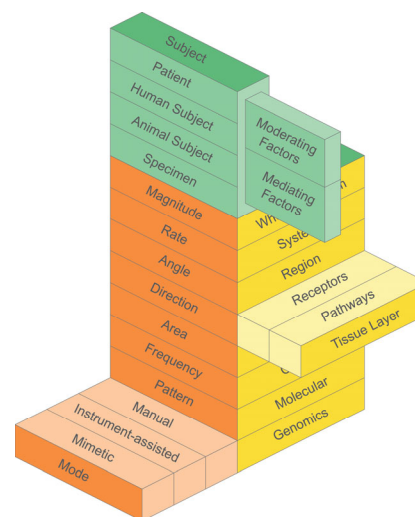 Subject
Patient
Human Subject
Animal Subject
Specimen
Moderating
Factors
Mediating
Factors
Magnitude
Rate
Angle
Direction
Area
Frequency
Pattern
Region
Receptors
Pathways
Tissue Layer
Molecular
Genomics
Manual
Instrument-assisted
Mimetic
Mode